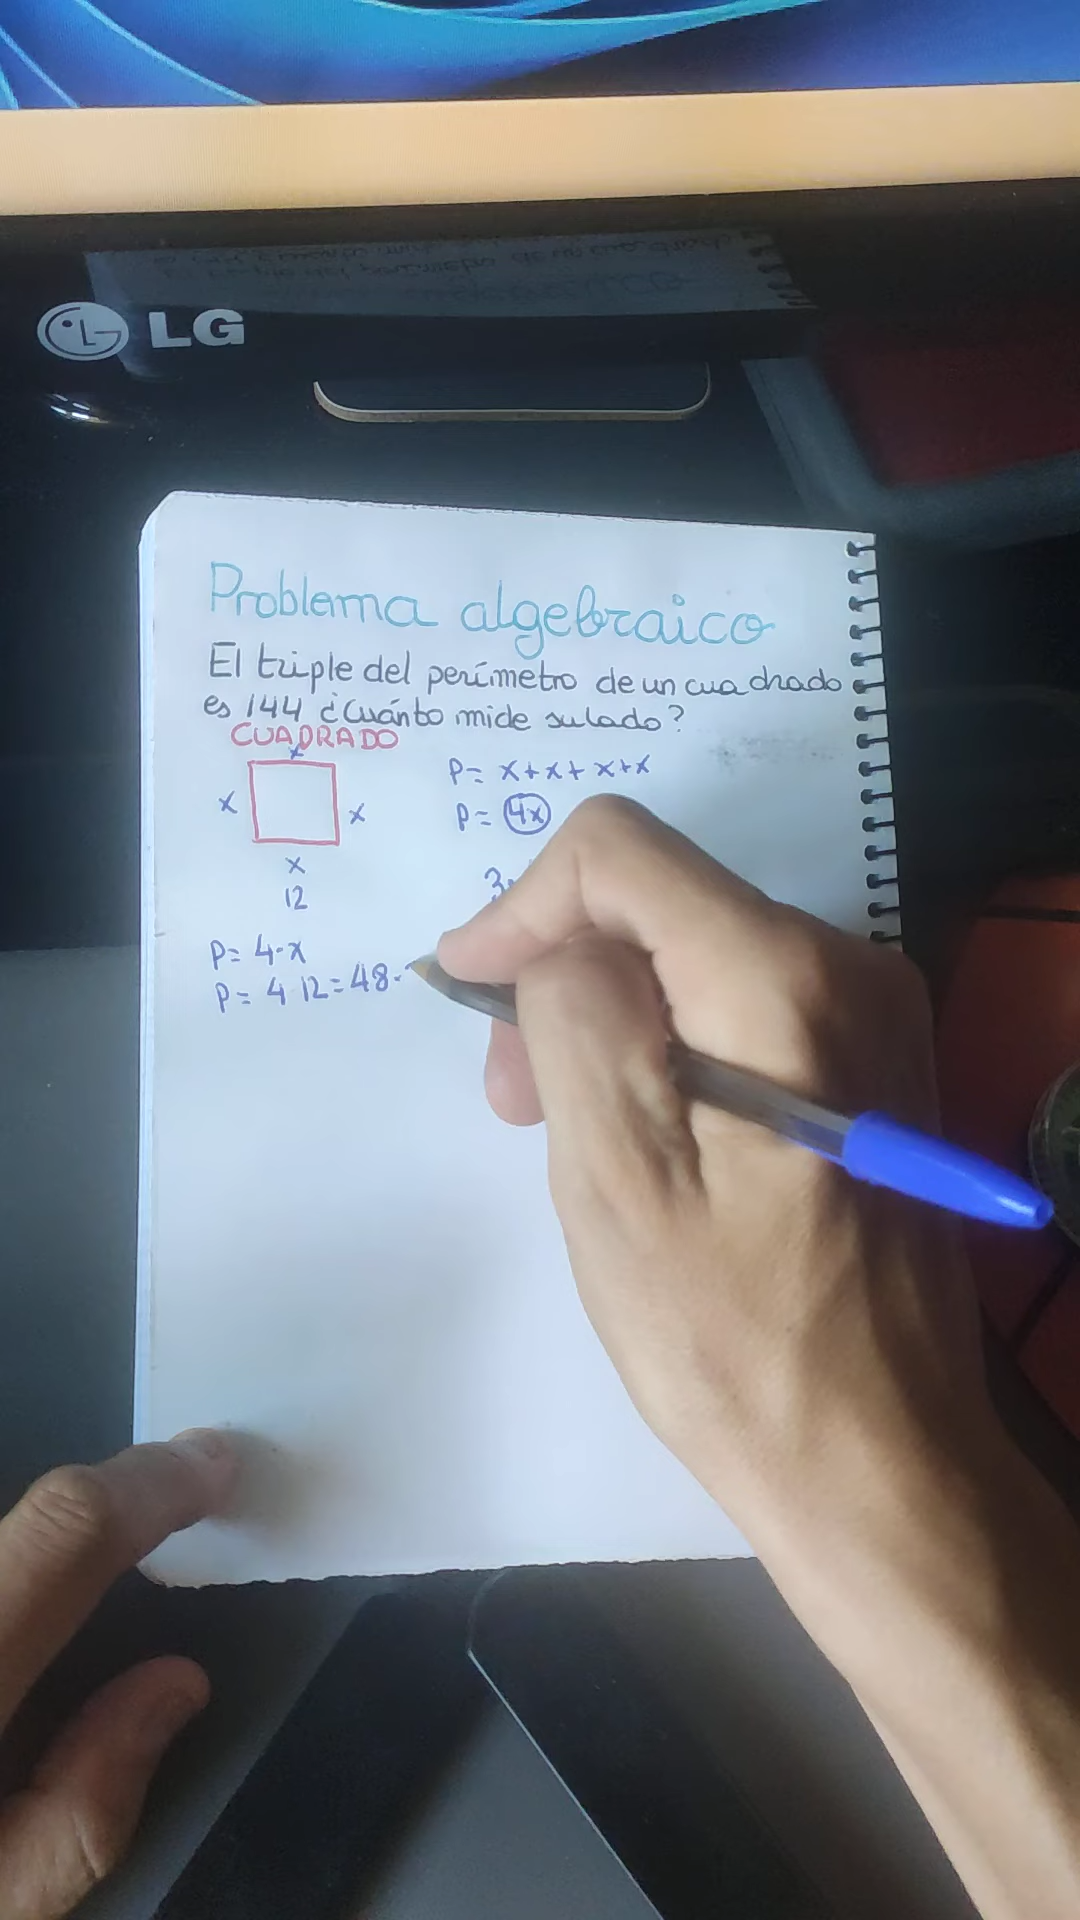 LG
Problema algebraico
El triple del perímetro de un cuadrado
es 144 ¿Cuánto mide su lado?
CUADRADO
x
x
x
x
12
P= x+x+x+x
P= 4x
3·
P= 4·x
P= 4 12=48·